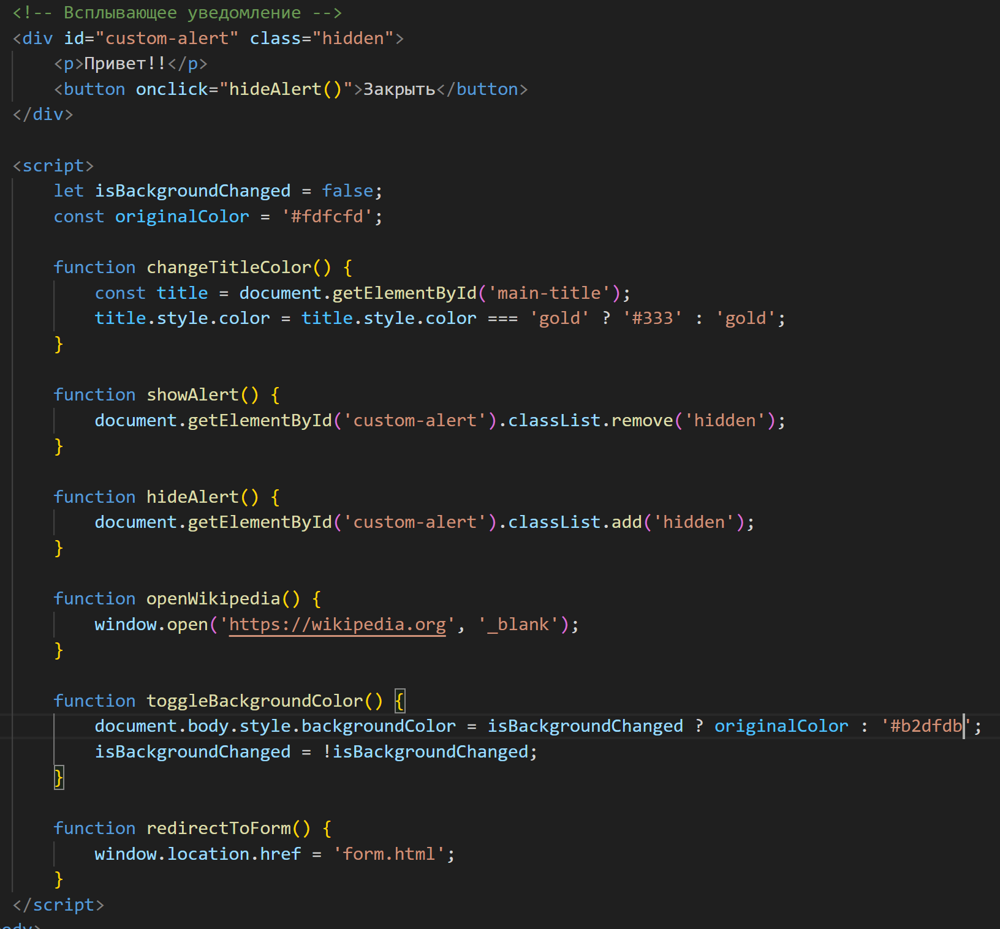 <!-- Всплывающее уведомление -->
<div id="custom-alert" class="hidden">
    <p>Привет!!</p>
    <button onclick="hideAlert()">Закрыть</button>
</div>

<script>
    let isBackgroundChanged = false;
    const originalColor = '#fdfcfd';

    function changeTitleColor() {
        const title = document.getElementById('main-title');
        title.style.color = title.style.color === 'gold' ? '#333' : 'gold';
    }

    function showAlert() {
        document.getElementById('custom-alert').classList.remove('hidden');
    }

    function hideAlert() {
        document.getElementById('custom-alert').classList.add('hidden');
    }

    function openWikipedia() {
        window.open('https://wikipedia.org', '_blank');
    }

    function toggleBackgroundColor() {
        document.body.style.backgroundColor = isBackgroundChanged ? originalColor : '#b2dfdb';
        isBackgroundChanged = !isBackgroundChanged;
    }

    function redirectToForm() {
        window.location.href = 'form.html';
    }
</script>